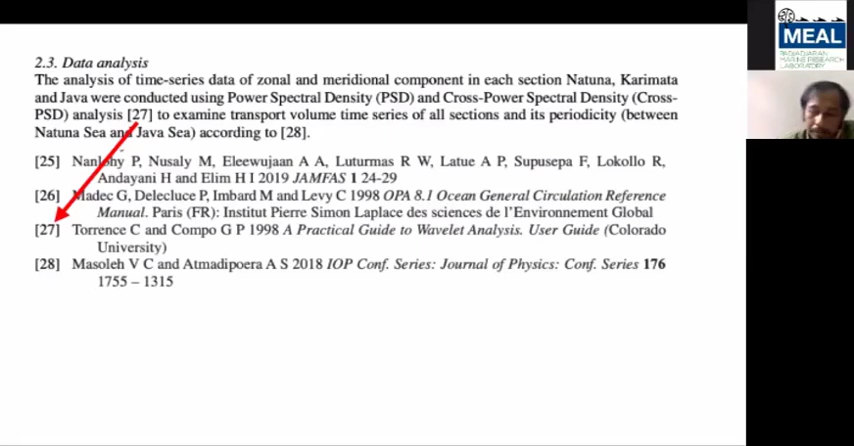 2.3. Data analysis
The analysis of time-series data of zonal and meridional component in each section Natuna, Karimata
and Java were conducted using Power Spectral Density (PSD) and Cross-Power Spectral Density (Cross-
PSD) analysis [27] to examine transport volume time series of all sections and its periodicity (between
Natuna Sea and Java Sea) according to [28].
[25] P, Nusaly M, Eleewujaan A A, Luturmas R W, Latue A P, Supusepa F, Lokollo R,
Andayani H and Elim H I 2019 JAMFAS 1 24-29
[26] Madec G, Delecluce P, Imbard M and Levy C 1998 OPA 8.1 Ocean General Circulation Reference
Manual. Paris (FR): Institut Pierre Simon Laplace des sciences de l'Environnement Global
[27] Torrence C and Compo G P 1998 A Practical Guide to Wavelet Analysis. User Guide (Colorado
University)
[28] Masoleh V C and Atmadipoera A S 2018 IOP Conf. Series: Journal of Physics: Conf. Series 176
1755 – 1315
MEAL
PADJADJARAN
MARINE RESEARCH
LABORATORY